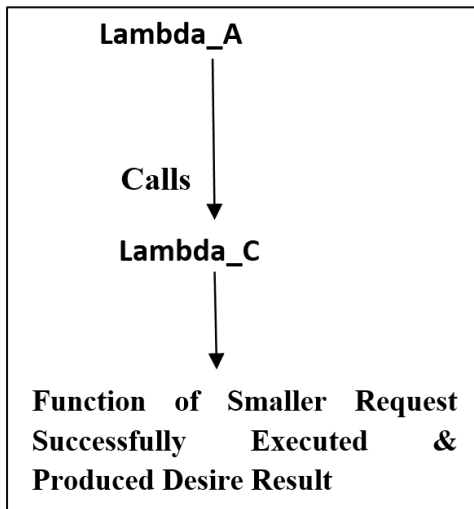 Lambda_A
Calls
Lambda_C
Function of Smaller Request
Successfully Executed &
Produced Desire Result